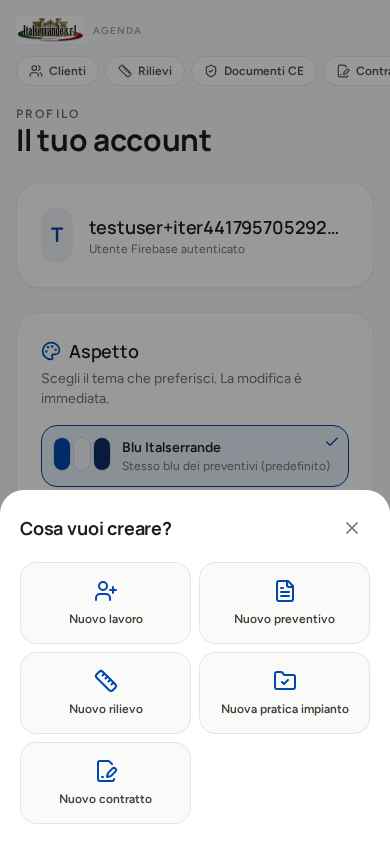 Italserrande s.r.l.
AGENDA
Clienti
Rilievi
Documenti CE
Contra
PROFILO
Il tuo account
T
testuser+iter441795705292...
Utente Firebase autenticato
Aspetto
Scegli il tema che preferisci. La modifica è
immediata.
Blu Italserrande
Stesso blu dei preventivi (predefinito)
Cosa vuoi creare?
Nuovo lavoro
Nuovo preventivo
Nuovo rilievo
Nuova pratica impianto
Nuovo contratto